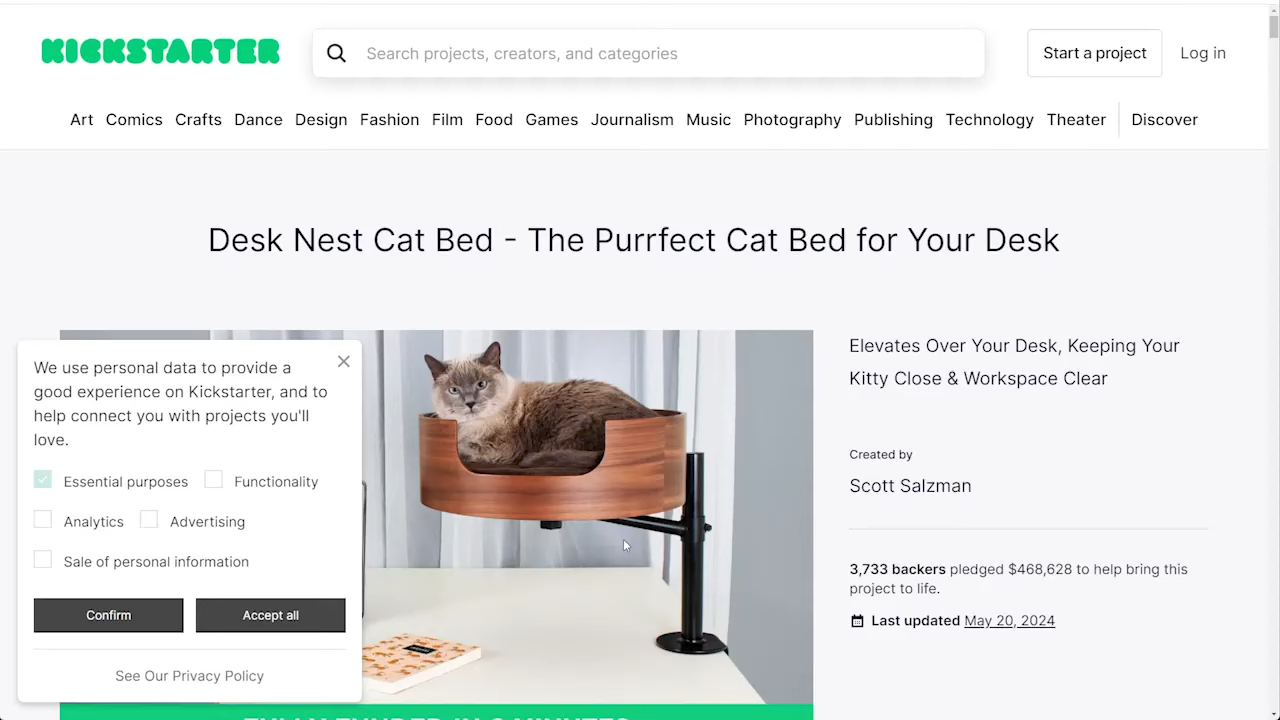 KICKSTARTER
Search projects, creators, and categories
Start a project
Log in
Art Comics Crafts Dance Design Fashion Film Food Games Journalism Music Photography Publishing Technology Theater Discover
Desk Nest Cat Bed - The Purrfect Cat Bed for Your Desk
We use personal data to provide a
good experience on Kickstarter, and to
help connect you with projects you'll
love.
Essential purposes
Functionality
Analytics
Advertising
Sale of personal information
Confirm
Accept all
See Our Privacy Policy
Elevates Over Your Desk, Keeping Your
Kitty Close & Workspace Clear
Created by
Scott Salzman
3,733 backers pledged $468,628 to help bring this
project to life.
Last updated May 20, 2024